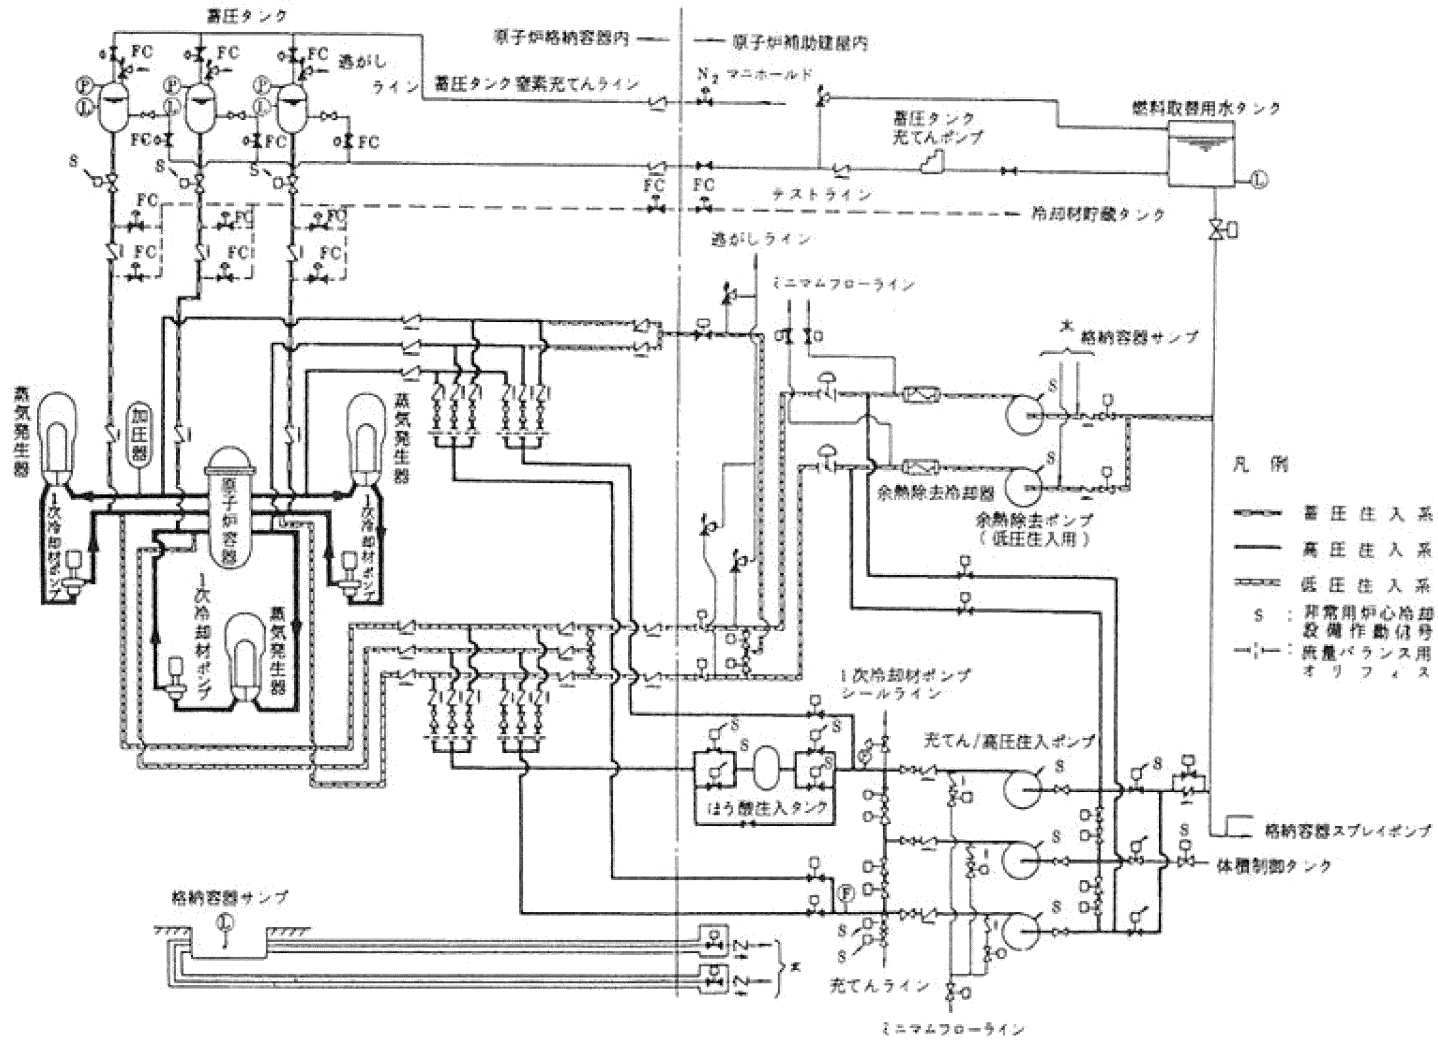 蓄圧タンク
原子炉格納容器内
原子炉補助建屋内
FC
FC
FC
逃がし
ライン
蓄圧タンク窒素充てんライン
N2 マニホールド
燃料取替用水タンク
蓄圧タンク
充てんポンプ
P
P
P
L
L
L
L
FC
FC
FC
S
S
S
FC
FC
テストライン
冷却材貯蔵タンク
FC
FC
FC
FC
FC
FC
逃がしライン
ミニマムフローライン
格納容器サンプ
S
S
蒸気発生器
加圧器
蒸気発生器
原子炉容器
1次冷却材ポンプ
1次冷却材ポンプ
1次冷却材ポンプ
蒸気発生器
余熱除去冷却器
余熱除去ポンプ
(低圧注入用)
凡例
蓄圧注入系
高圧注入系
低圧注入系
S : 非常用炉心冷却
設備作動信号
: 流量バランス用
オリフィス
1次冷却材ポンプ
シールライン
充てん/高圧注入ポンプ
S
S
S
S
S
S
S
S
S
ほう酸注入タンク
F
F
格納容器スプレイポンプ
体積制御タンク
格納容器サンプ
L
S
S
充てんライン
ミニマムフローライン